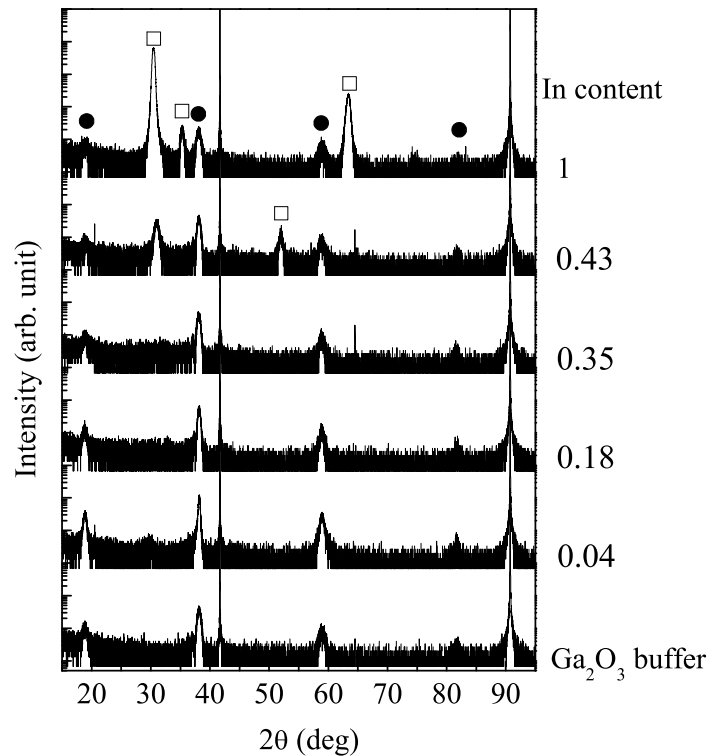 In content
1
0.43
0.35
0.18
0.04
Ga₂O₃ buffer
Intensity (arb. unit)
20 30 40 50 60 70 80 90
2θ (deg)